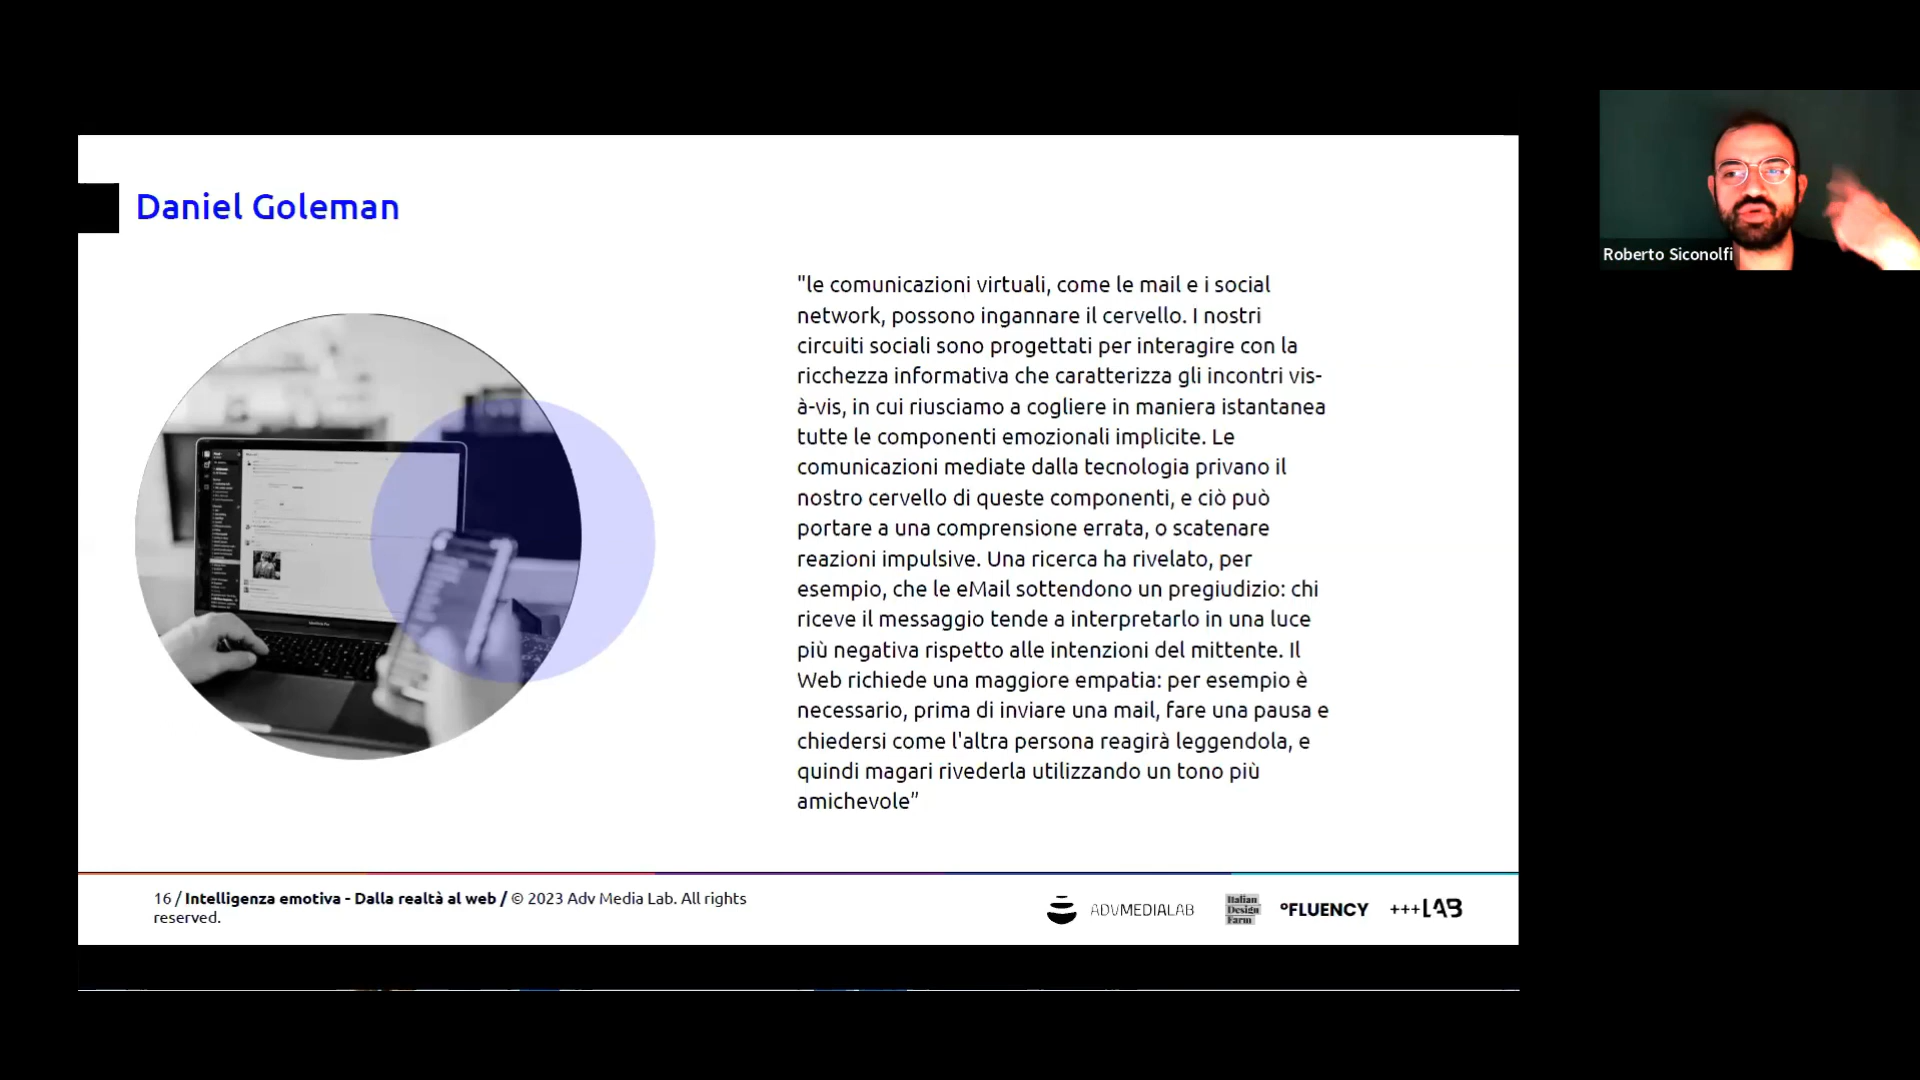 Daniel Goleman
"le comunicazioni virtuali, come le mail e i social
network, possono ingannare il cervello. I nostri
circuiti sociali sono progettati per interagire con la
ricchezza informativa che caratterizza gli incontri vis-
à-vis, in cui riusciamo a cogliere in maniera istantanea
tutte le componenti emozionali implicite. Le
comunicazioni mediate dalla tecnologia privano il
nostro cervello di queste componenti, e ciò può
portare a una comprensione errata, o scatenare
reazioni impulsive. Una ricerca ha rivelato, per
esempio, che le eMail sottendono un pregiudizio: chi
riceve il messaggio tende a interpretarlo in una luce
più negativa rispetto alle intenzioni del mittente. Il
Web richiede una maggiore empatia: per esempio è
necessario, prima di inviare una mail, fare una pausa e
chiedersi come l'altra persona reagirà leggendola, e
quindi magari rivederla utilizzando un tono più
amichevole”
Roberto Siconolfi
16 / Intelligenza emotiva - Dalla realtà al web / © 2023 Adv Media Lab. All rights
reserved.
ADVMEDIALAB
Italian
Design
Farm
°FLUENCY
+++LAB